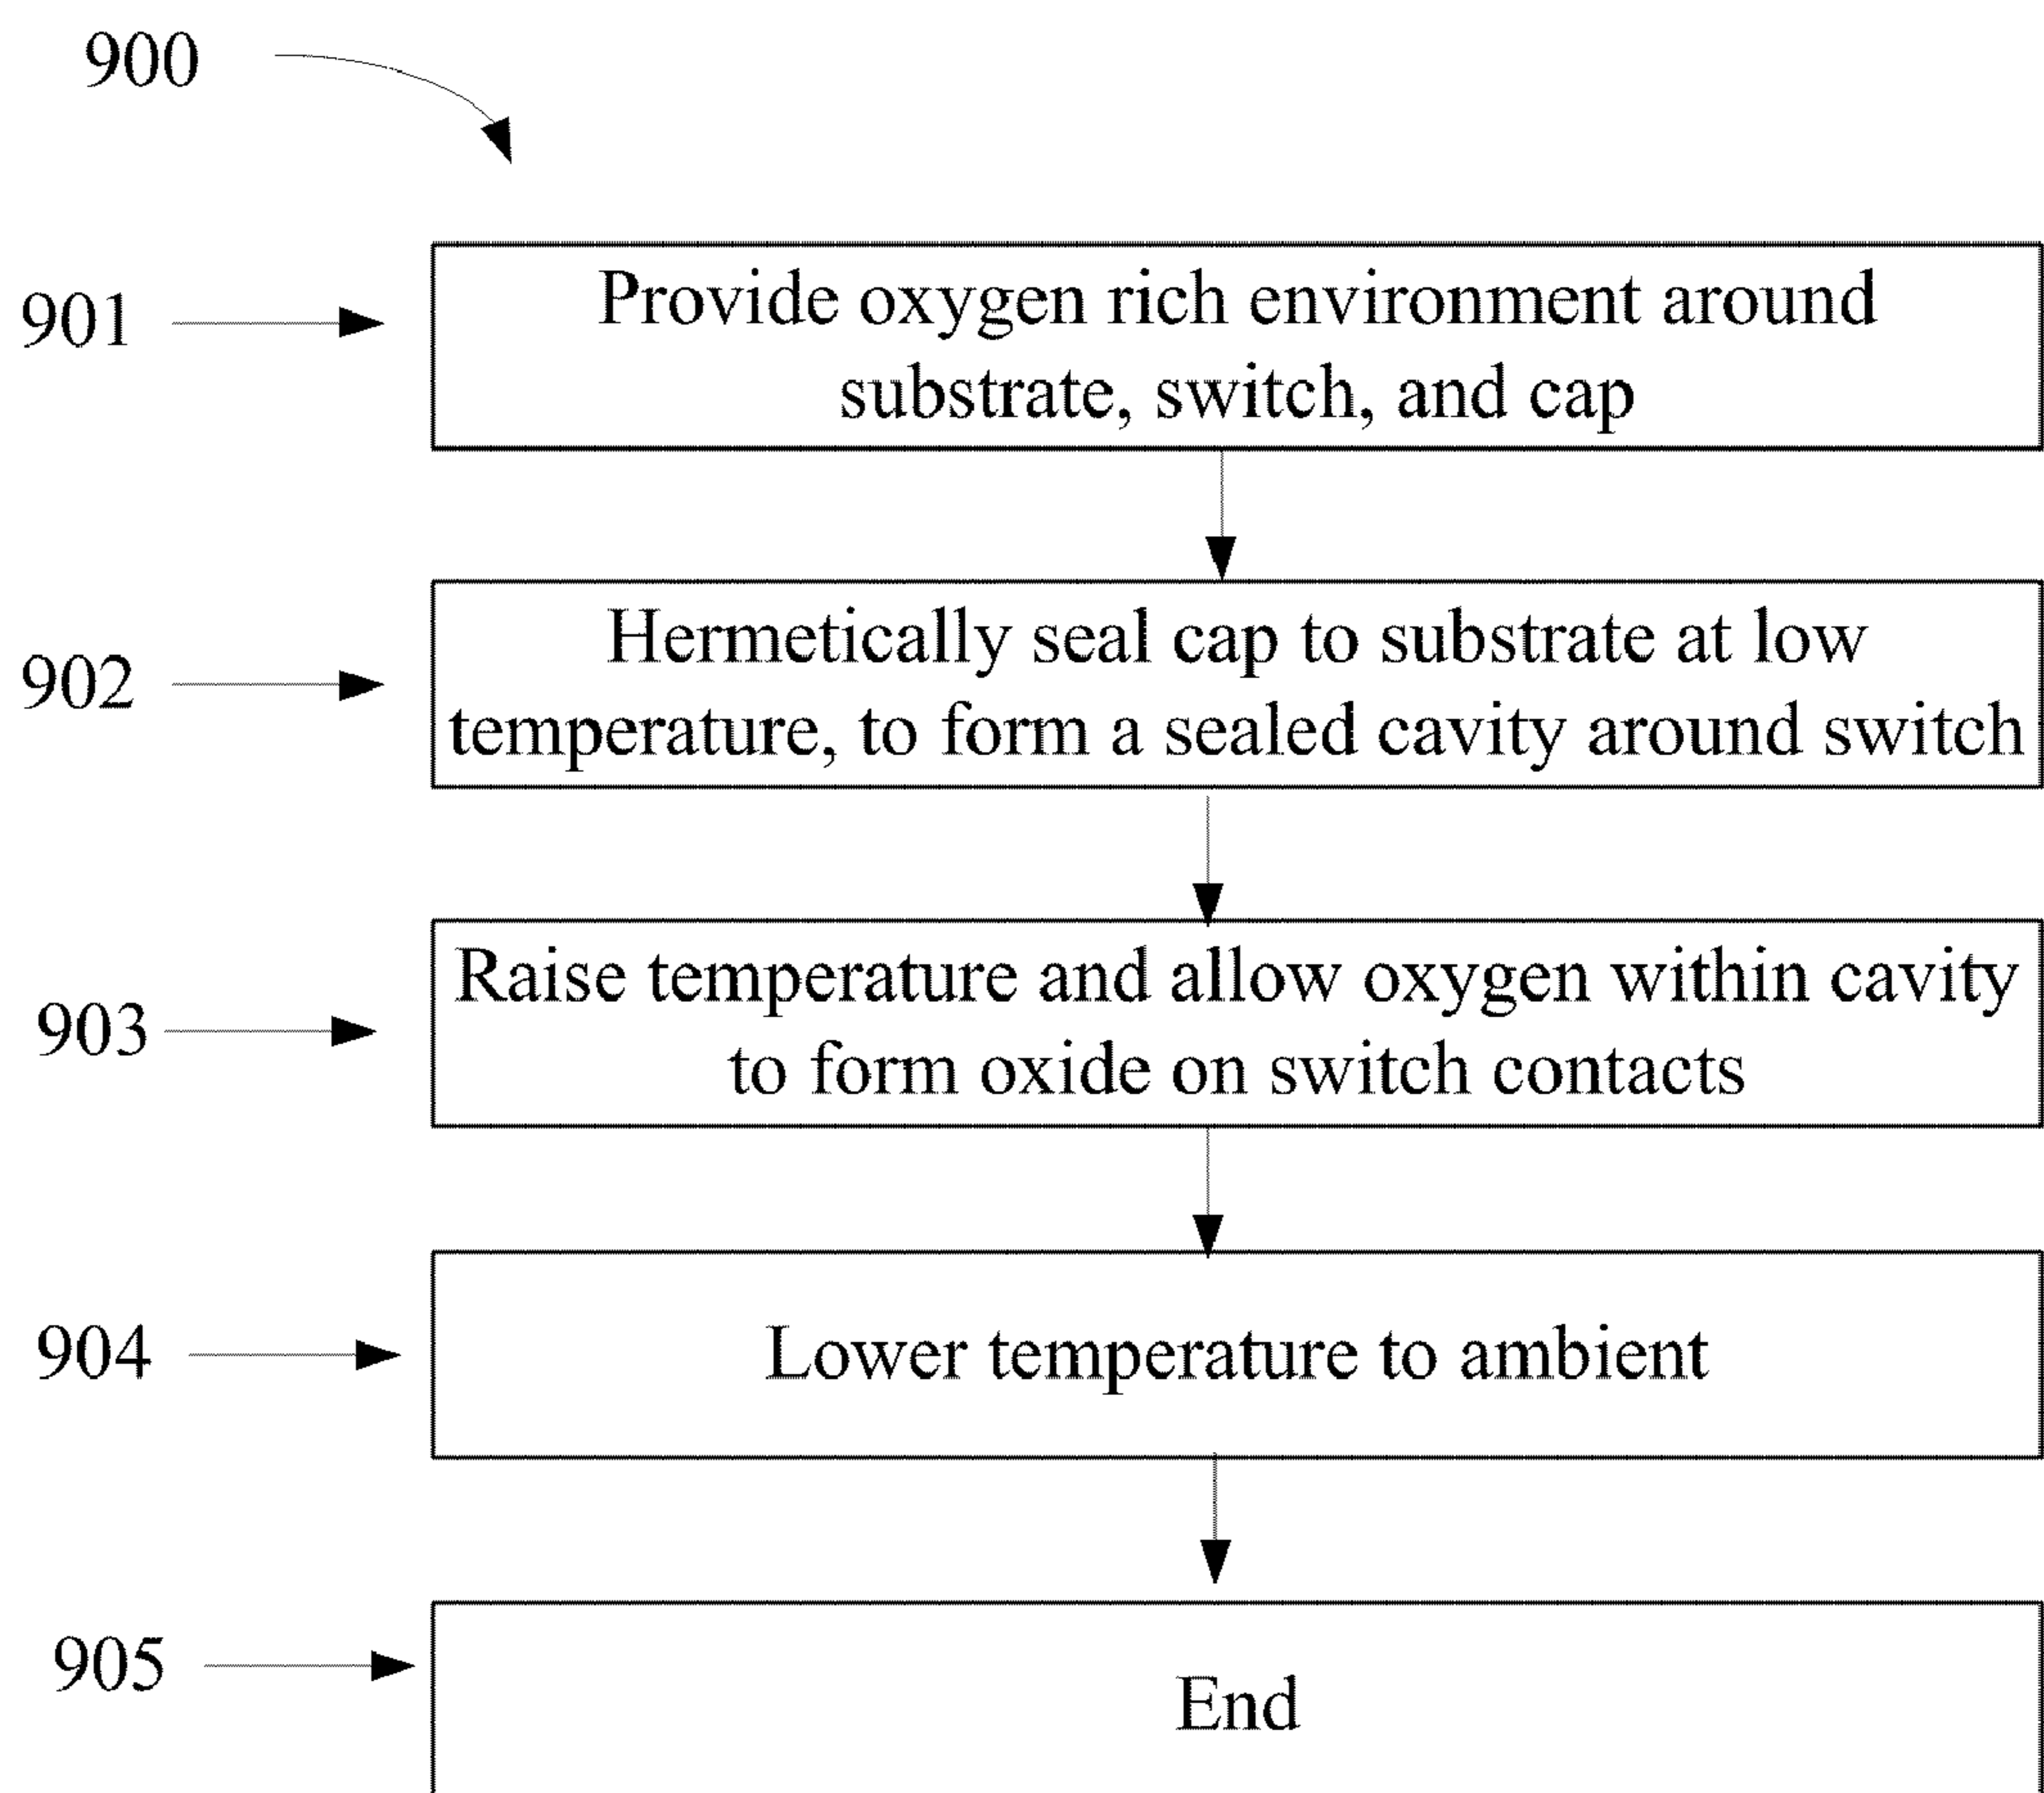 900
901
Provide oxygen rich environment around
substrate, switch, and cap
902
Hermetically seal cap to substrate at low
temperature, to form a sealed cavity around switch
903
Raise temperature and allow oxygen within cavity
to form oxide on switch contacts
904
Lower temperature to ambient
905
End